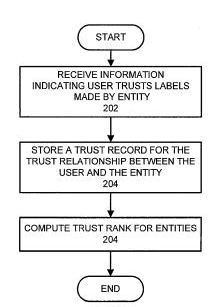 START
RECEIVE INFORMATION
INDICATING USER TRUSTS LABELS
MADE BY ENTITY
202
STORE A TRUST RECORD FOR THE
TRUST RELATIONSHIP BETWEEN THE
USER AND THE ENTITY
204
COMPUTE TRUST RANK FOR ENTITIES
204
END